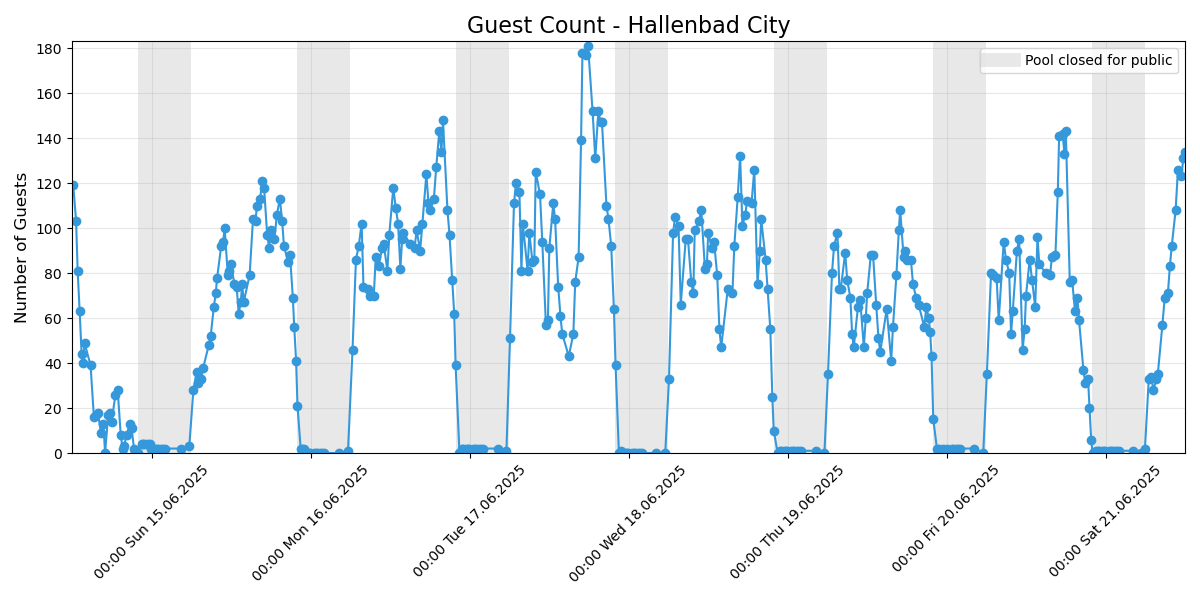 Guest Count - Hallenbad City
Pool closed for public
Number of Guests
180
160
140
120
100
80
60
40
20
0
00:00 Sun 15.06.2025
00:00 Mon 16.06.2025
00:00 Tue 17.06.2025
00:00 Wed 18.06.2025
00:00 Thu 19.06.2025
00:00 Fri 20.06.2025
00:00 Sat 21.06.2025